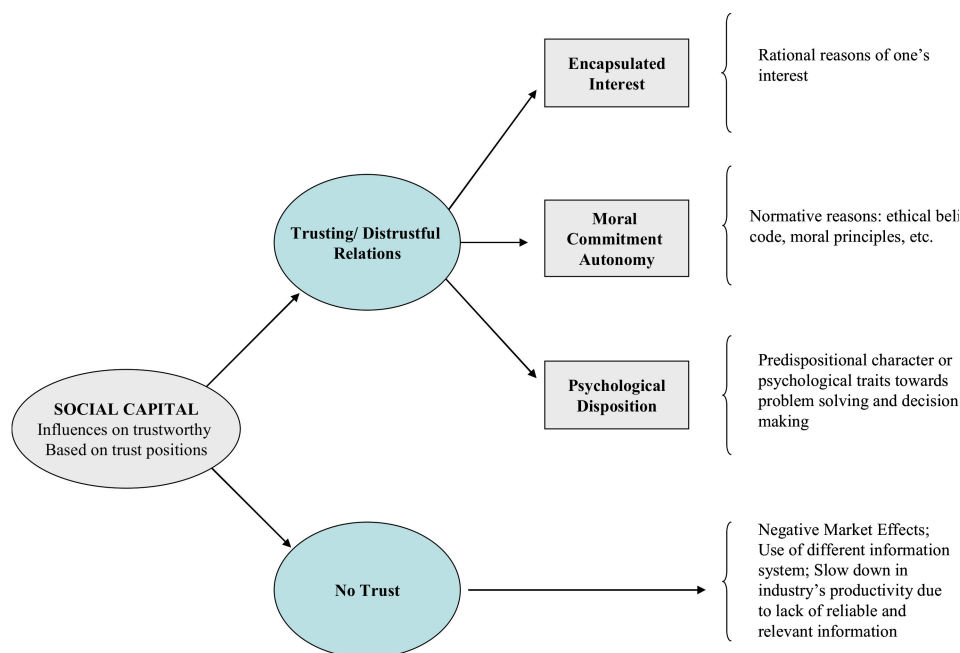 Encapsulated
Interest
Rational reasons of one's
interest
Trusting/ Distrustful
Relations
Moral
Commitment
Autonomy
Normative reasons: ethical beli
code, moral principles, etc.
Psychological
Disposition
Predispositional character or
psychological traits towards
problem solving and decision
making
SOCIAL CAPITAL
Influences on trustworthy
Based on trust positions
No Trust
Negative Market Effects;
Use of different information
system; Slow down in
industry's productivity due
to lack of reliable and
relevant information